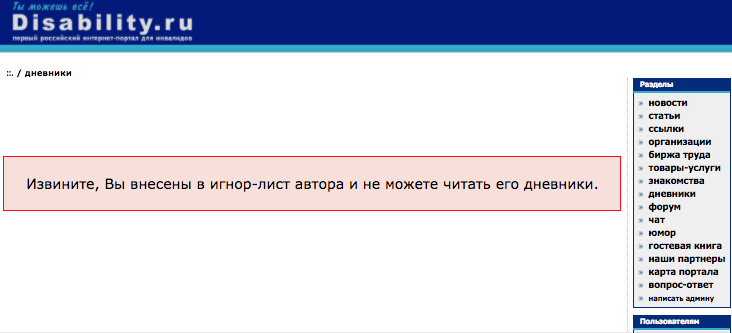 Ты можешь всё!
Disability.ru
первый российский интернет-портал для инвалидов
::. / дневники
Извините, Вы внесены в игнор-лист автора и не можете читать его дневники.
Разделы
» новости
» статьи
» ссылки
» организации
» биржа труда
» товары-услуги
» знакомства
» дневники
» форум
» чат
» юмор
» гостевая книга
» наши партнеры
» карта портала
» вопрос-ответ
» написать админу
Пользователям